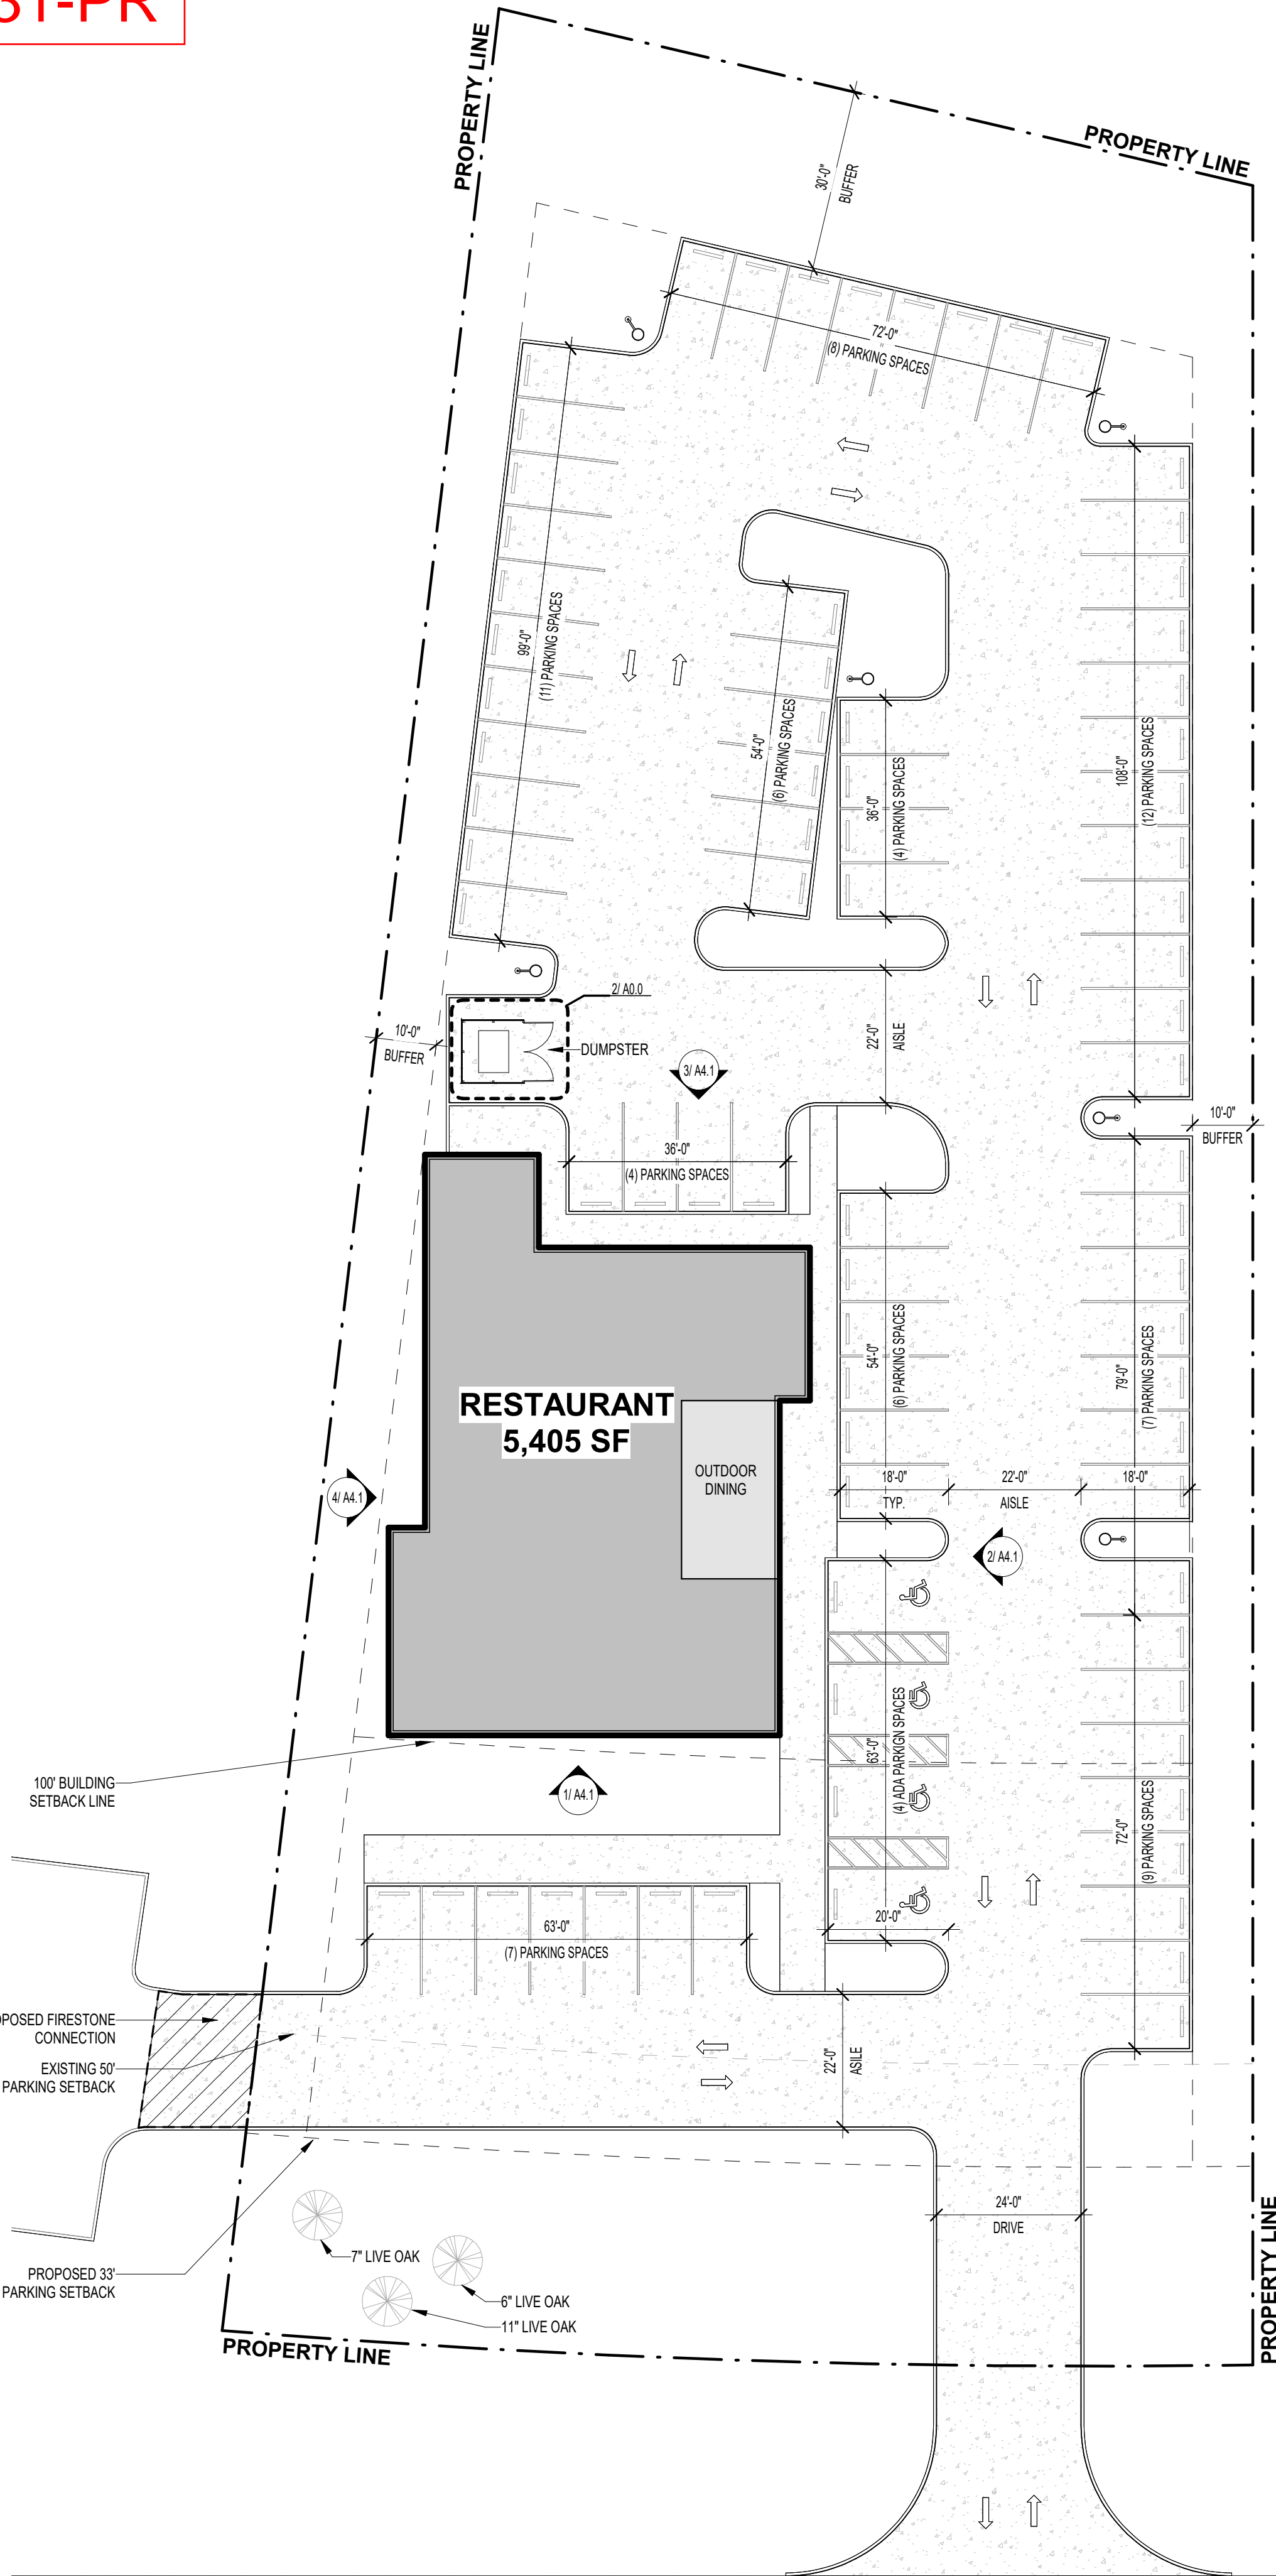 31-PR
PROPERTY LINE
PROPERTY LINE
30'-0"
BUFFER
72'-0"
(8) PARKING SPACES
99'-0"
(11) PARKING SPACES
54'-0"
(6) PARKING SPACES
36'-0"
(4) PARKING SPACES
108'-0"
(12) PARKING SPACES
2/ A0.0
10'-0"
BUFFER
DUMPSTER
22'-0"
AISLE
3/ A4.1
10'-0"
BUFFER
36'-0"
(4) PARKING SPACES
54'-0"
(6) PARKING SPACES
79'-0"
(7) PARKING SPACES
RESTAURANT
5,405 SF
OUTDOOR
DINING
18'-0"
TYP.
22'-0"
AISLE
18'-0"
4/ A4.1
2/ A4.1
63'-0"
(4) ADA PARKIGN SPACES
100' BUILDING
SETBACK LINE
1/ A4.1
72'-0"
(9) PARKING SPACES
20'-0"
63'-0"
(7) PARKING SPACES
OPOSED FIRESTONE
CONNECTION
EXISTING 50'
PARKING SETBACK
22'-0"
ASILE
24'-0"
DRIVE
PROPOSED 33'
PARKING SETBACK
7" LIVE OAK
6" LIVE OAK
11" LIVE OAK
PROPERTY LINE
PROPERTY LINE